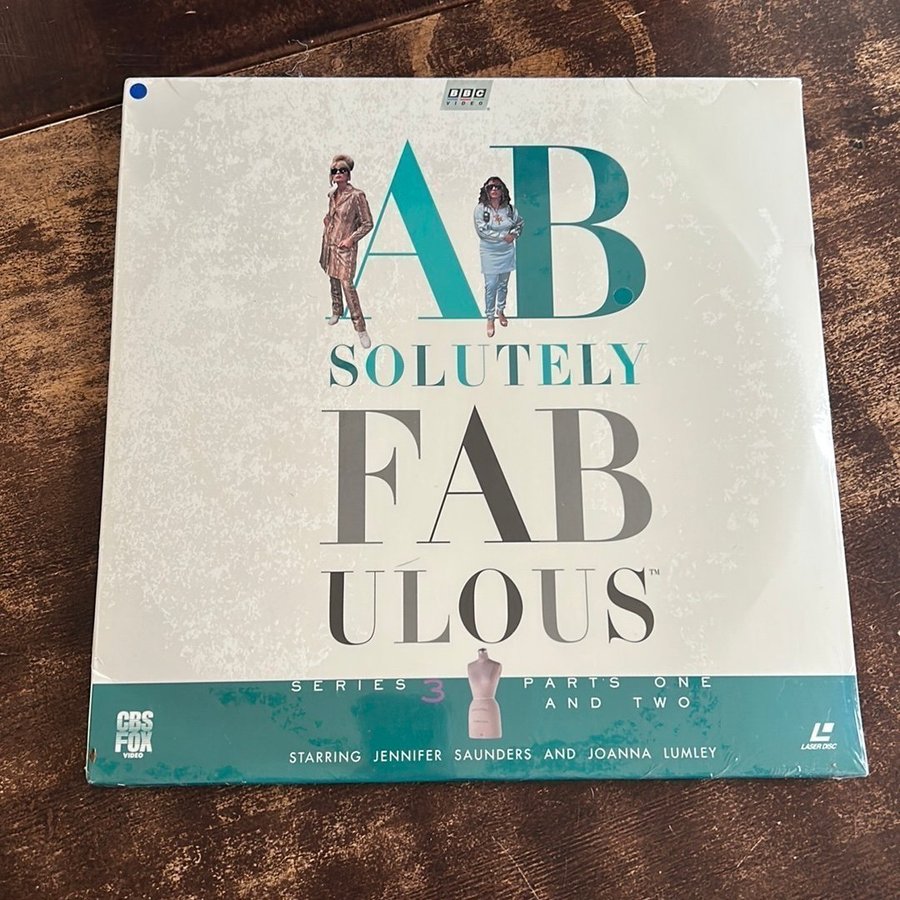 BBC
VIDEO
AB
SOLUTELY
FAB
ULOUS™
SERIES 3 PARTS ONE
AND TWO
CBS
FOX
VIDEO
STARRING JENNIFER SAUNDERS AND JOANNA LUMLEY
LASER DISC